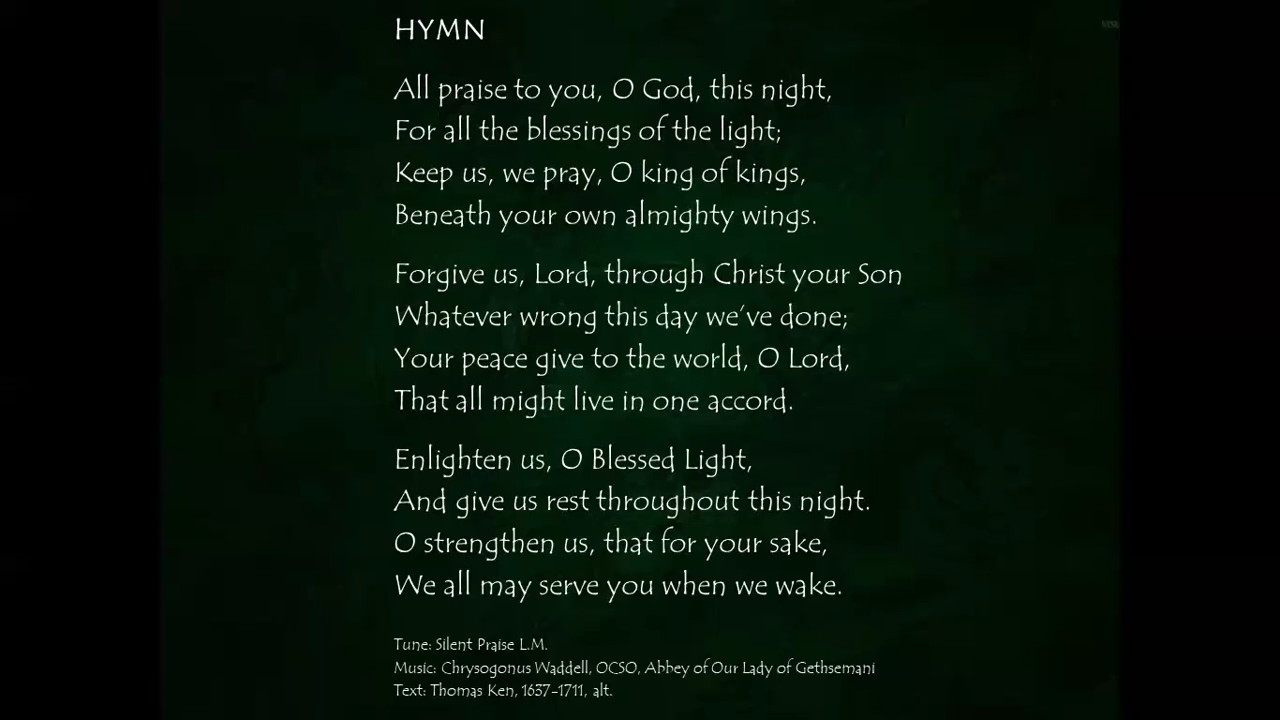 HYMN
All praise to you, O God, this night,
For all the blessings of the light;
Keep us, we pray, O king of kings,
Beneath your own almighty wings.
Forgive us, Lord, through Christ your Son
Whatever wrong this day we've done;
Your peace give to the world, O Lord,
That all might live in one accord.
Enlighten us, O Blessed Light,
And give us rest throughout this night.
O strengthen us, that for your sake,
We all may serve you when we wake.
Tune: Silent Praise L.M.
Music: Chrysogonus Waddell, OCSO, Abbey of Our Lady of Gethsemani
Text: Thomas Ken, 1637-1711, alt.